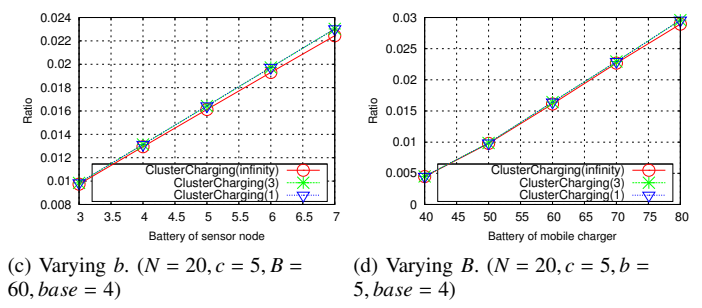 0.024
0.022
0.02
0.018
0.016
0.014
0.012
0.01
0.008
Ratio
ClusterCharging(infinity)
ClusterCharging(3)
ClusterCharging(1)
3 3.5 4 4.5 5 5.5 6 6.5 7
Battery of sensor node
(c) Varying b. (N = 20, c = 5, B =
60, base = 4)
0.03
0.025
0.02
0.015
0.01
0.005
0
Ratio
ClusterCharging(infinity)
ClusterCharging(3)
ClusterCharging(1)
40 45 50 55 60 65 70 75 80
Battery of mobile charger
(d) Varying B. (N = 20, c = 5, b =
5, base = 4)